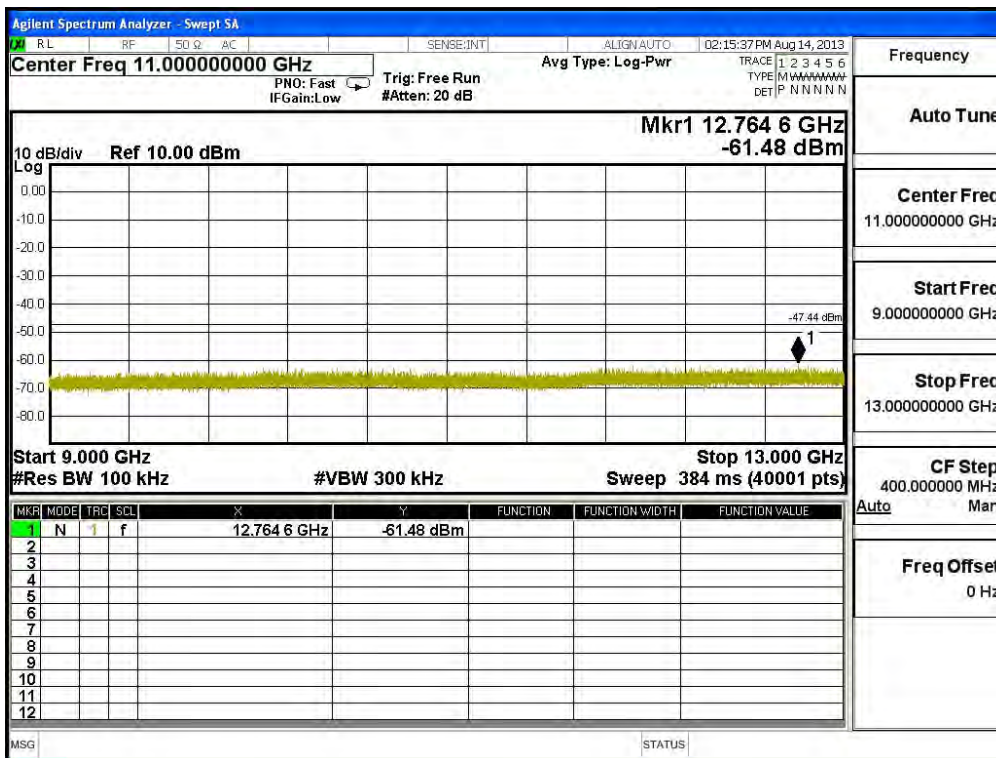 Agilent Spectrum Analyzer - Swept SA
RL RF 50 Ω AC SENSE:INT ALIGN AUTO 02:15:37 PM Aug 14, 2013
Center Freq 11.000000000 GHz
PNO: Fast
IFGain:Low
Trig: Free Run
#Atten: 20 dB
Avg Type: Log-Pwr
TRACE 1 2 3 4 5 6
TYPE M
DET P N N N N N
Mkr1 12.764 6 GHz
-61.48 dBm
10 dB/div Ref 10.00 dBm
Log
0.00
-10.0
-20.0
-30.0
-40.0
-47.44 dBm
-50.0
1
-60.0
-70.0
-80.0
Start 9.000 GHz Stop 13.000 GHz
#Res BW 100 kHz #VBW 300 kHz Sweep 384 ms (40001 pts)
MKR MODE TRC SCL X Y FUNCTION FUNCTION WIDTH FUNCTION VALUE
1 N 1 f 12.764 6 GHz -61.48 dBm
2
3
4
5
6
7
8
9
10
11
12
MSG STATUS
Frequency
Auto Tune
Center Freq
11.000000000 GHz
Start Freq
9.000000000 GHz
Stop Freq
13.000000000 GHz
CF Step
400.000000 MHz
Auto Man
Freq Offset
0 Hz